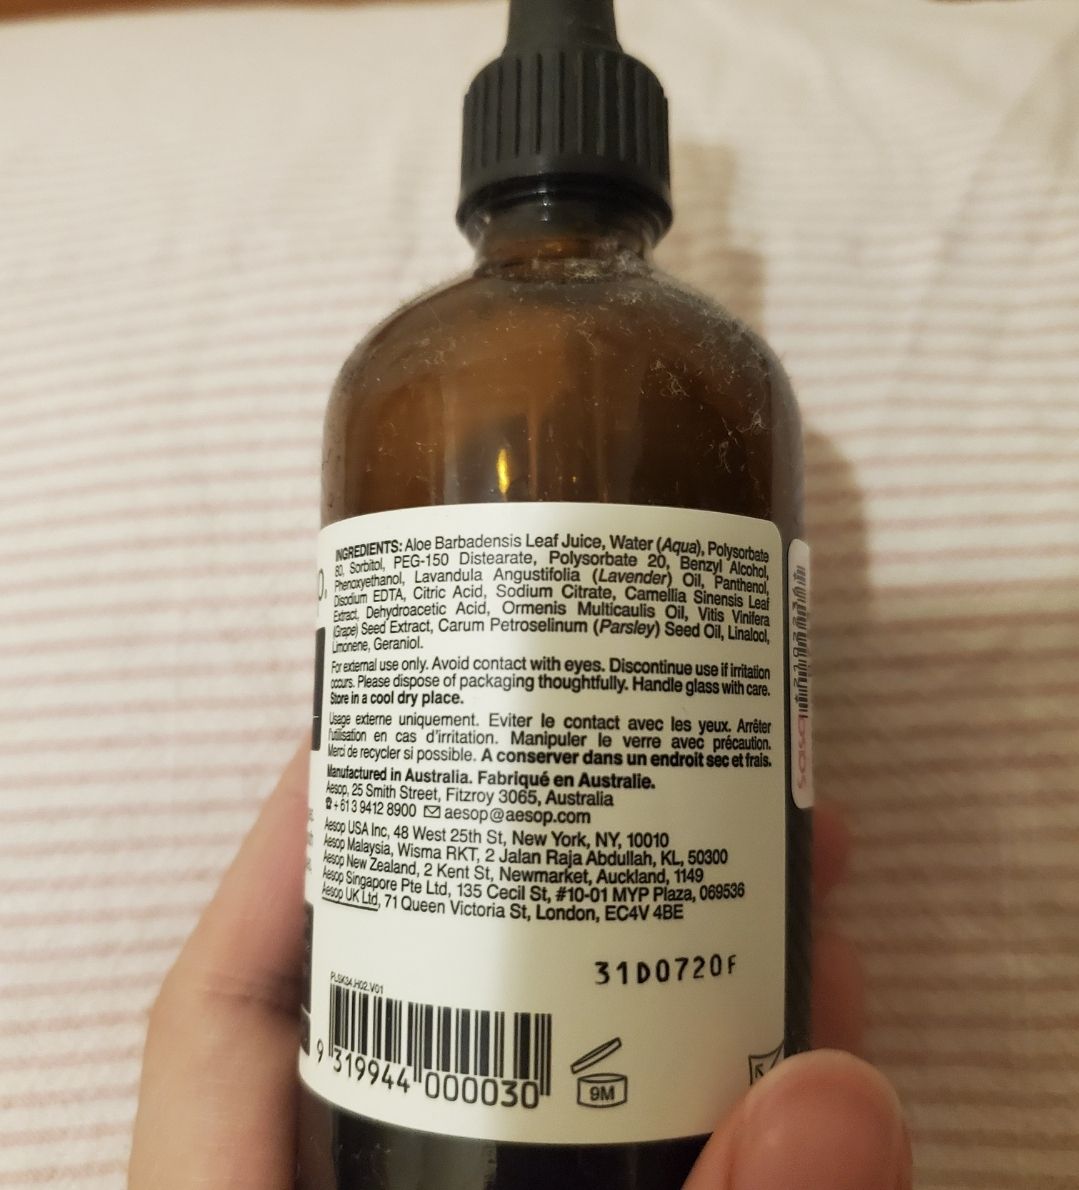 INGREDIENTS: Aloe Barbadensis Leaf Juice, Water (Aqua), Polysorbate
80, Sorbitol, PEG-150 Distearate, Polysorbate 20, Benzyl Alcohol,
Phenoxyethanol, Lavandula Angustifolia (Lavender) Oil, Panthenol,
Disodium EDTA, Citric Acid, Sodium Citrate, Camellia Sinensis Leaf
Extract, Dehydroacetic Acid, Ormenis Multicaulis Oil, Vitis Vinifera
(Grape) Seed Extract, Carum Petroselinum (Parsley) Seed Oil, Linalool,
Limonene, Geraniol.
For external use only. Avoid contact with eyes. Discontinue use if irritation
occurs. Please dispose of packaging thoughtfully. Handle glass with care.
Store in a cool dry place.
Usage externe uniquement. Eviter le contact avec les yeux. Arrêter
l'utilisation en cas d'irritation. Manipuler le verre avec précaution.
Merci de recycler si possible. A conserver dans un endroit sec et frais.
Manufactured in Australia. Fabriqué en Australie.
Aesop, 25 Smith Street, Fitzroy 3065, Australia
+61 3 9412 8900 aesop@aesop.com
Aesop USA Inc, 48 West 25th St, New York, NY, 10010
Aesop Malaysia, Wisma RKT, 2 Jalan Raja Abdullah, KL, 50300
Aesop New Zealand, 2 Kent St, Newmarket, Auckland, 1149
Aesop Singapore Pte Ltd, 135 Cecil St, #10-01 MYP Plaza, 069536
Aesop UK Ltd, 71 Queen Victoria St, London, EC4V 4BE
31D0720F
PLSK34.H02.V01
9 319944 000030
9M
sasa